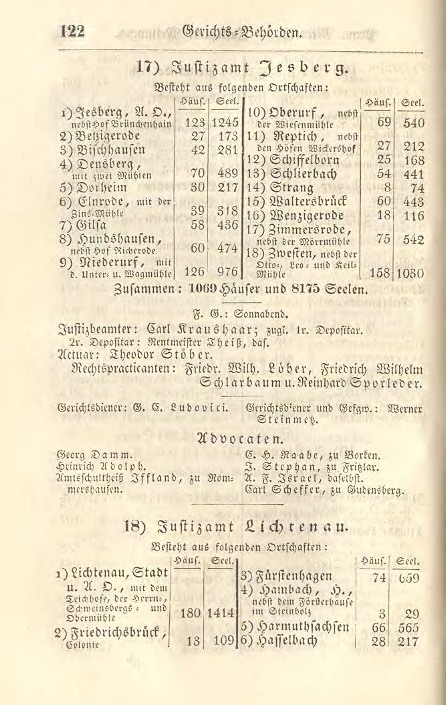 122 Gerichts-Behörden.
17) Justizamt Jesberg.
Besteht aus folgenden Ortschaften:
Häus. Seel.
1) Jesberg, A. O.,
nebst Hof Brünchenhain 123 1245
2) Betzigerode 27 173
3) Bischhausen 42 281
4) Densberg,
mit zwei Mühlen 70 489
5) Dorheim 30 217
6) Elnrode, mit der
Zins-Mühle 39 318
7) Gilsa 58 436
8) Hundshausen,
nebst Hof Richerode 60 474
9) Niederurf, mit
d. Unter- u. Wagmühle 126 976
Häus. Seel.
10) Oberurf, nebst
der Wiesenmühle 69 540
11) Reptich, nebst
den Höfen Wickershof 27 212
12) Schiffelborn 25 168
13) Schlierbach 54 441
14) Strang 8 74
15) Waltersbrück 60 443
16) Wenzigerode 18 116
17) Zimmersrode,
nebst der Mörrmühle 75 542
18) Zwesten, nebst der
Otto-, Leo- und Keil-
Mühle 158 1030
Zusammen: 1069 Häuser und 8175 Seelen.
F. G.: Sonnabend.
Justizbeamter: Carl Kraushaar; zugl. 1r. Depositar.
2r. Depositar: Rentmeister Theiß, das.
Actuar: Theodor Stöber.
Rechtspracticanten: Friedr. Wilh. Löber, Friedrich Wilhelm
Schlarbaum u. Reinhard Sporleder.
Gerichtsdiener: G. C. Ludovici.
Gerichtsdiener und Gefgw.: Werner
Steinmetz.
Advocaten.
Georg Damm.
Heinrich Adolph.
Amtsschultheiß Iffland, zu Rom-
mershausen.
C. H. Raabe, zu Borken.
J. Stephan, zu Fritzlar.
A. F. Israel, daselbst.
Carl Scheffer, zu Gudensberg.
18) Justizamt Lichtenau.
Besteht aus folgenden Ortschaften:
Häus. Seel.
1) Lichtenau, Stadt
u. A. O., mit dem
Teichhofe, der Herrn-,
Schweinsbergs- und
Obermühle 180 1414
2) Friedrichsbrück,
Colonie 13 109
Häus. Seel.
3) Fürstenhagen 74 659
4) Hambach, H.,
nebst dem Försterhause
im Steinholz 3 29
5) Harmuthsachsen 66 565
6) Hasselbach 28 217